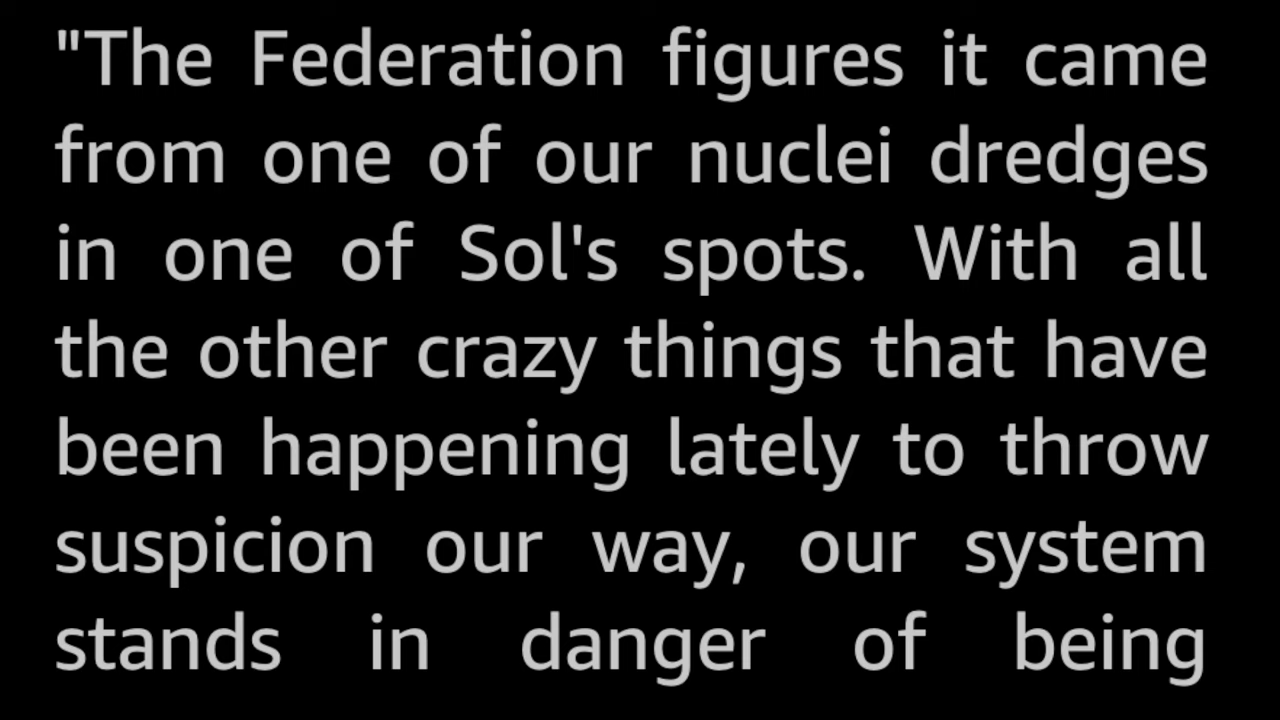 "The Federation figures it came
from one of our nuclei dredges
in one of Sol's spots. With all
the other crazy things that have
been happening lately to throw
suspicion our way, our system
stands in danger of being